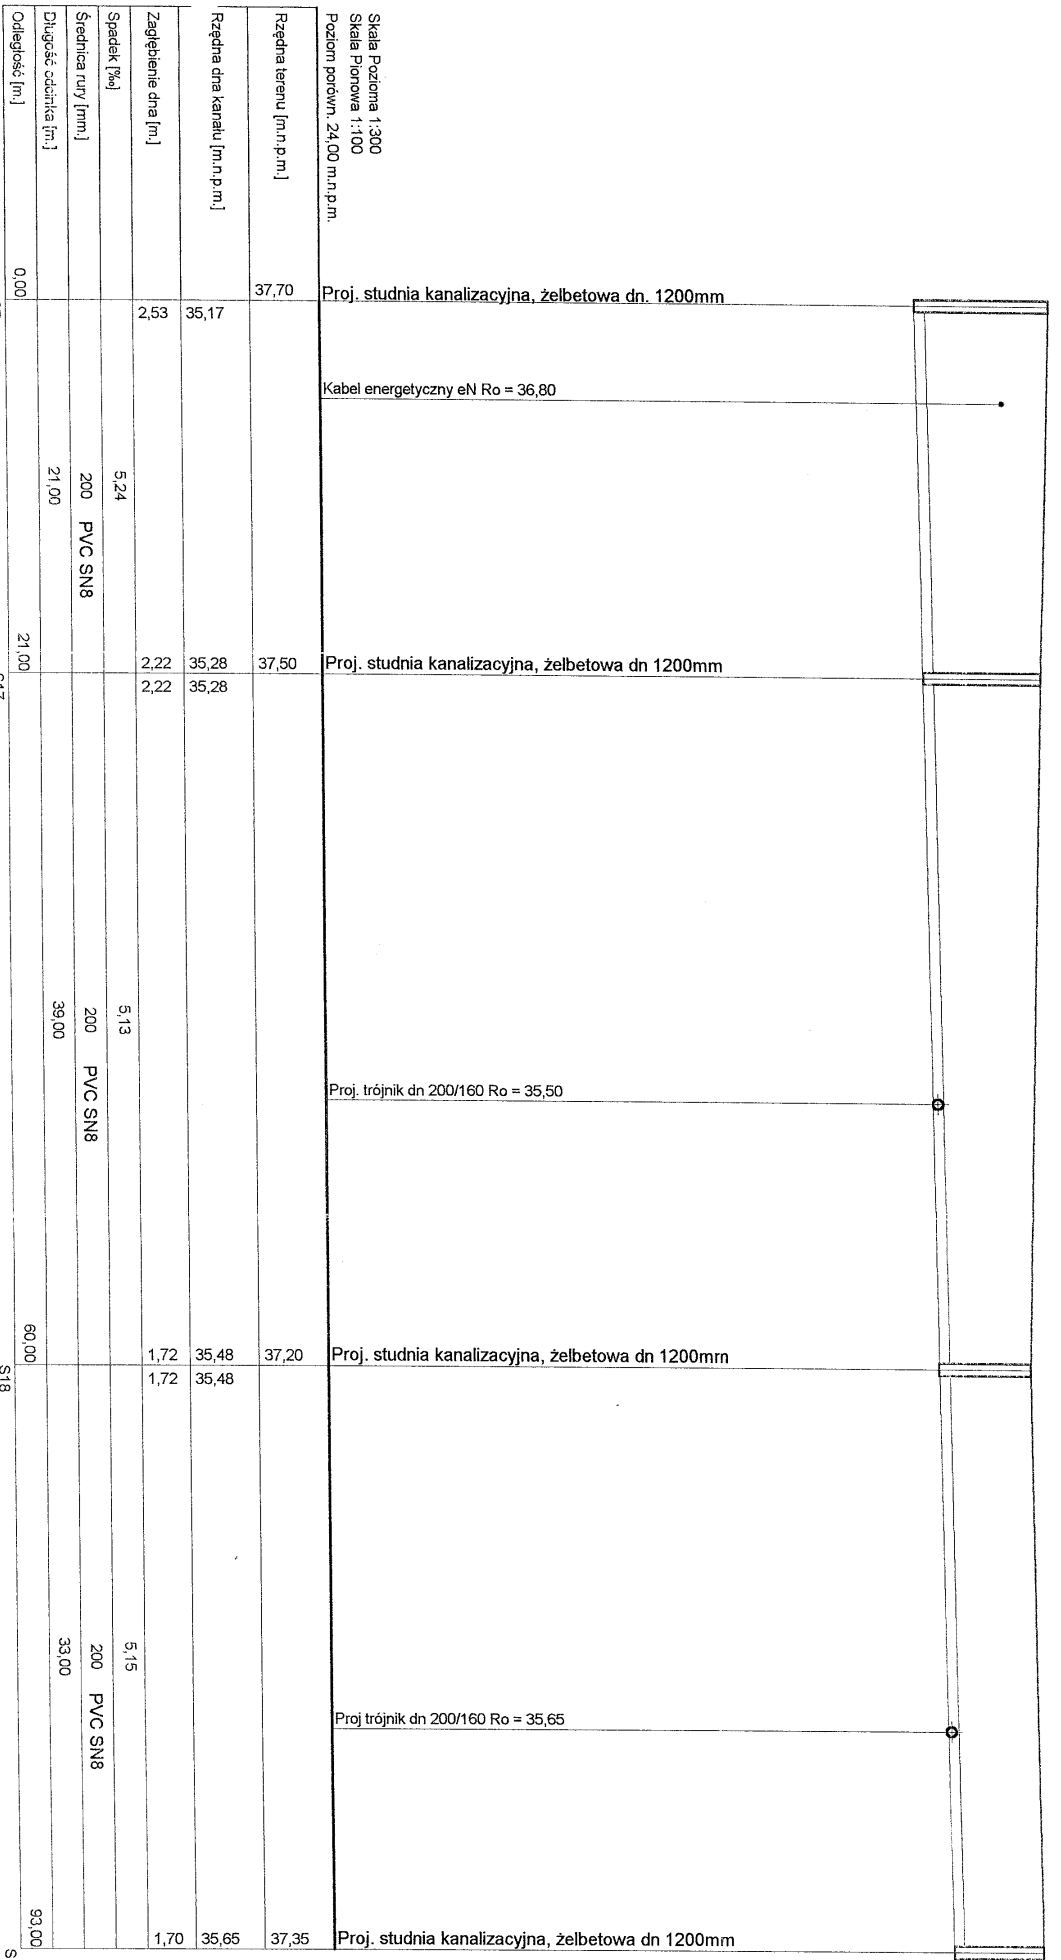 Skala Pozioma 1:300
Skala Pionowa 1:100
Poziom porówn. 24,00 m.n.p.m.
Rzędna terenu [m.n.p.m.]
Rzędna dna kanału [m.n.p.m.]
Zagłębienie dna [m.]
Spadek [‰]
Średnica rury [mm.]
Długość odcinka [m.]
Odległość [m.]
37,70
Proj. studnia kanalizacyjna, żelbetowa dn. 1200mm
0,00
2,53 35,17
Kabel energetyczny eN Ro = 36,80
5,24
200 PVC SN8
21,00
21,00
2,22 35,28 37,50
Proj. studnia kanalizacyjna, żelbetowa dn 1200mm
2,22 35,28
S17
5,13
200 PVC SN8
39,00
Proj. trójnik dn 200/160 Ro = 35,50
60,00
1,72 35,48 37,20
Proj. studnia kanalizacyjna, żelbetowa dn 1200mm
1,72 35,48
S18
5,15
200 PVC SN8
33,00
Proj trójnik dn 200/160 Ro = 35,65
93,00
1,70 35,65 37,35
Proj. studnia kanalizacyjna, żelbetowa dn 1200mm
S